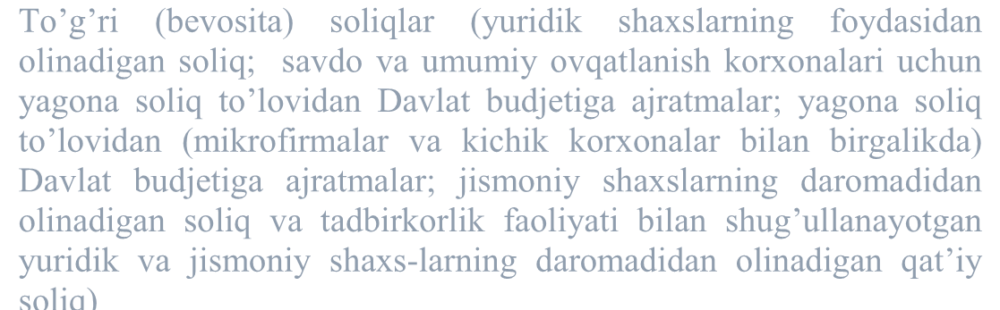 To’g’ri (bevosita) soliqlar (yuridik shaxslarning foydasidan
olinadigan soliq; savdo va umumiy ovqatlanish korxonalari uchun
yagona soliq to’lovidan Davlat budjetiga ajratmalar; yagona soliq
to’lovidan (mikrofirmalar va kichik korxonalar bilan birgalikda)
Davlat budjetiga ajratmalar; jismoniy shaxslarning daromadidan
olinadigan soliq va tadbirkorlik faoliyati bilan shug’ullanayotgan
yuridik va jismoniy shaxs-larning daromadidan olinadigan qat’iy
soliq)